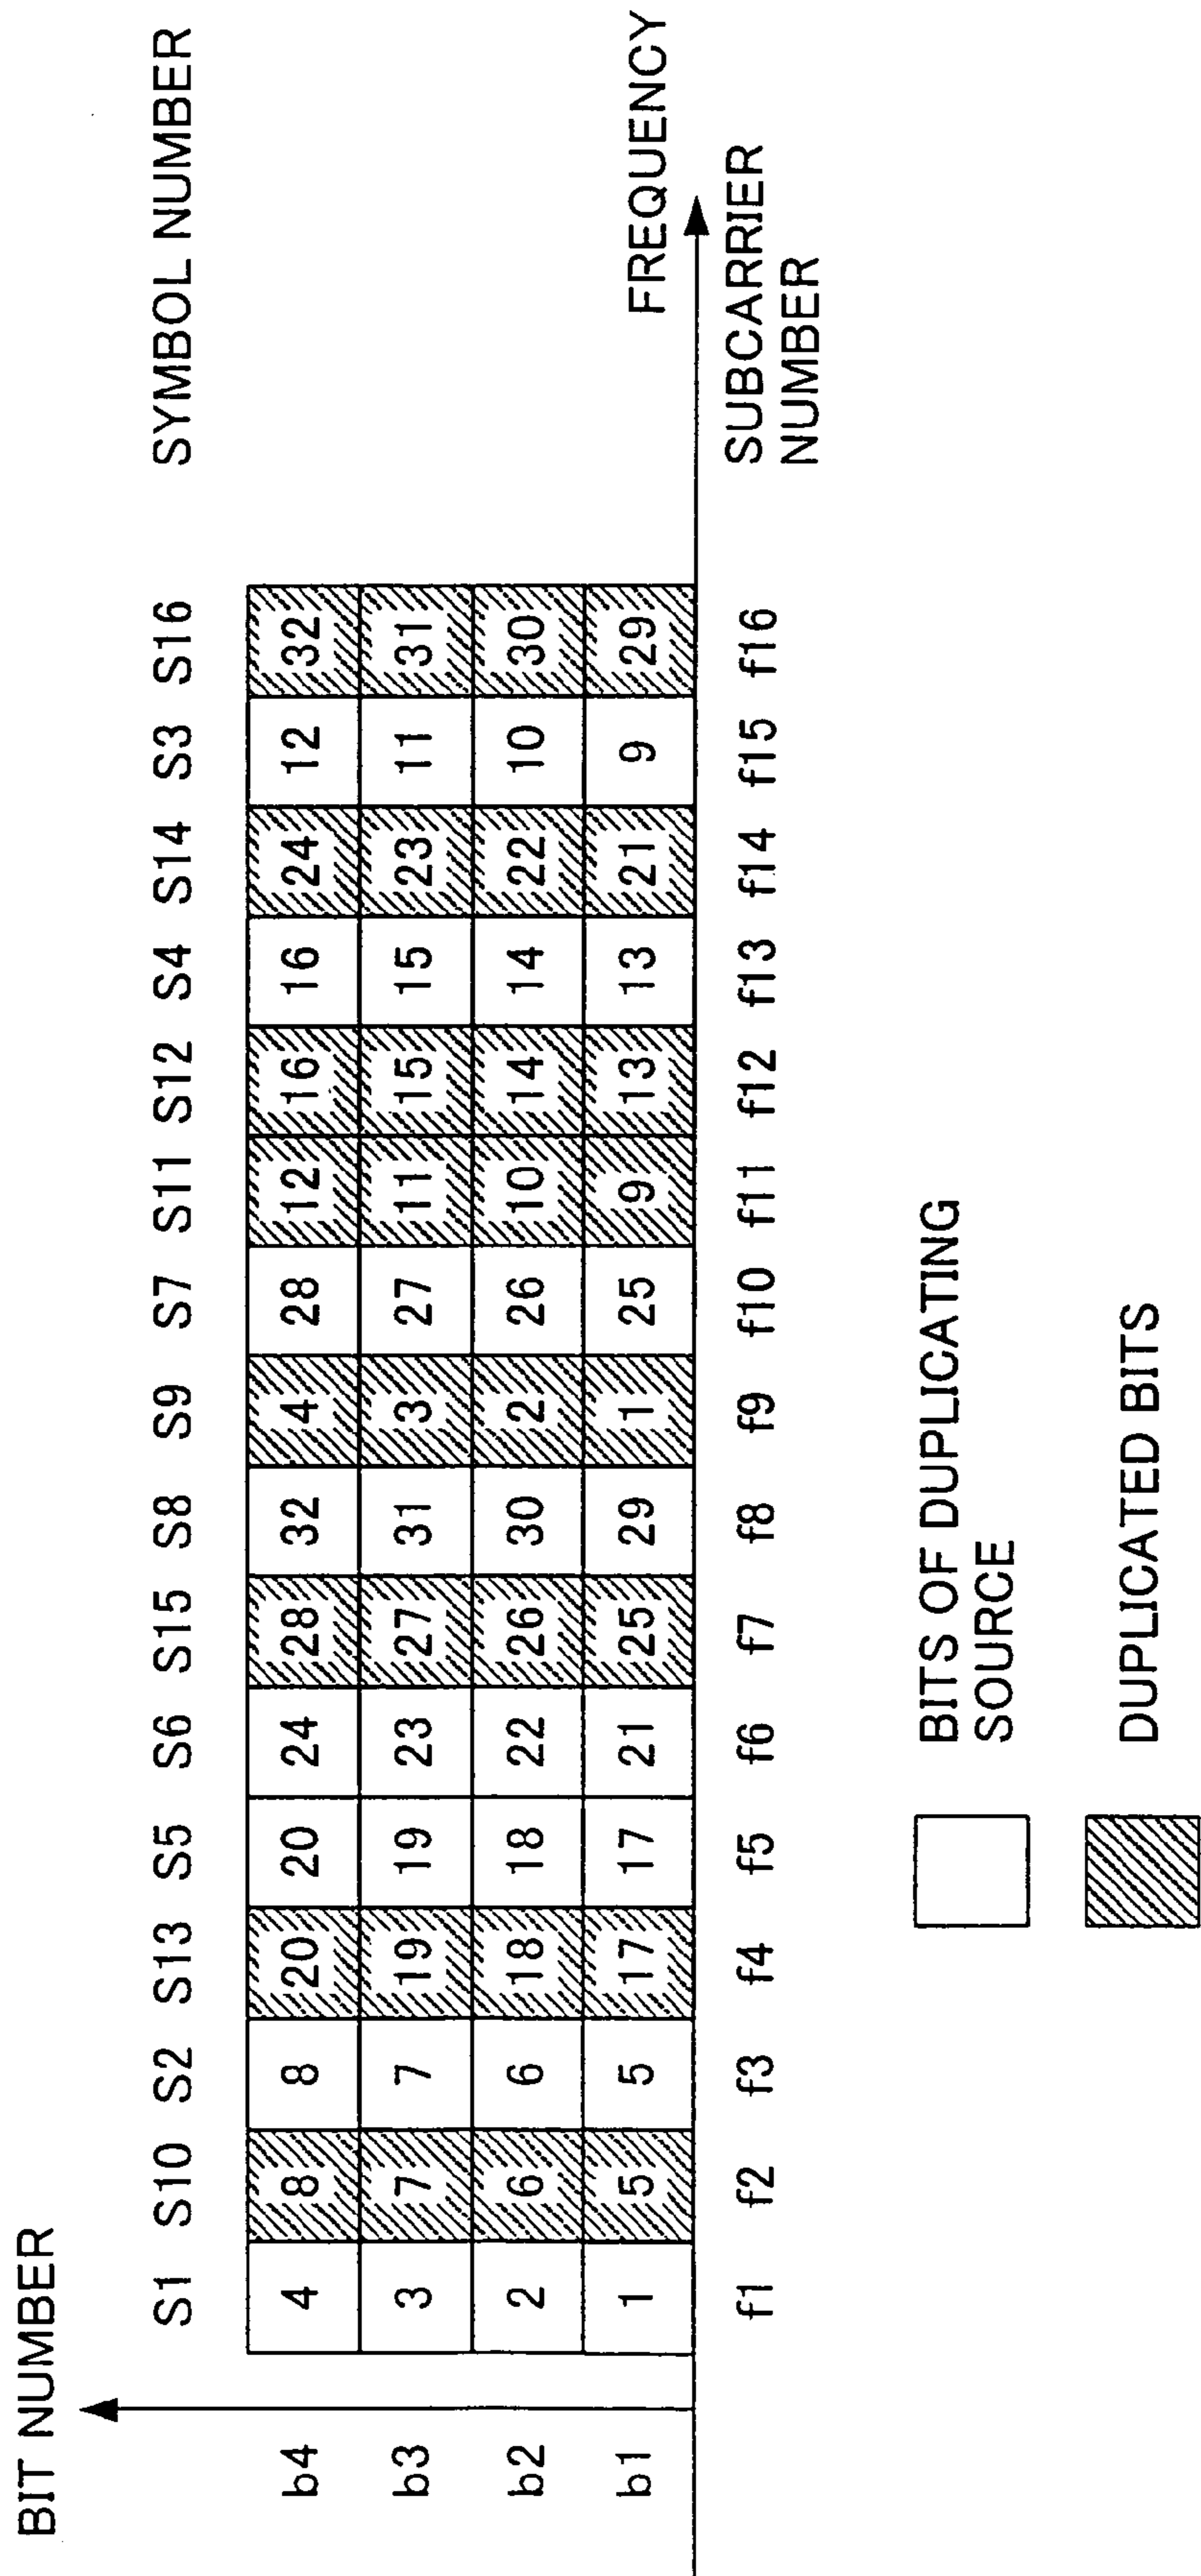 BIT NUMBER
S1 S10 S2 S13 S5 S6 S15 S8 S9 S7 S11 S12 S4 S14 S3 S16 SYMBOL NUMBER
b4 4 8 8 20 20 24 28 32 4 28 12 16 16 24 12 32
b3 3 7 7 19 19 23 27 31 3 27 11 15 15 23 11 31
b2 2 6 6 18 18 22 26 30 2 26 10 14 14 22 10 30
b1 1 5 5 17 17 21 25 29 1 25 9 13 13 21 9 29
FREQUENCY
f1 f2 f3 f4 f5 f6 f7 f8 f9 f10 f11 f12 f13 f14 f15 f16 SUBCARRIER
NUMBER
BITS OF DUPLICATING
SOURCE
DUPLICATED BITS